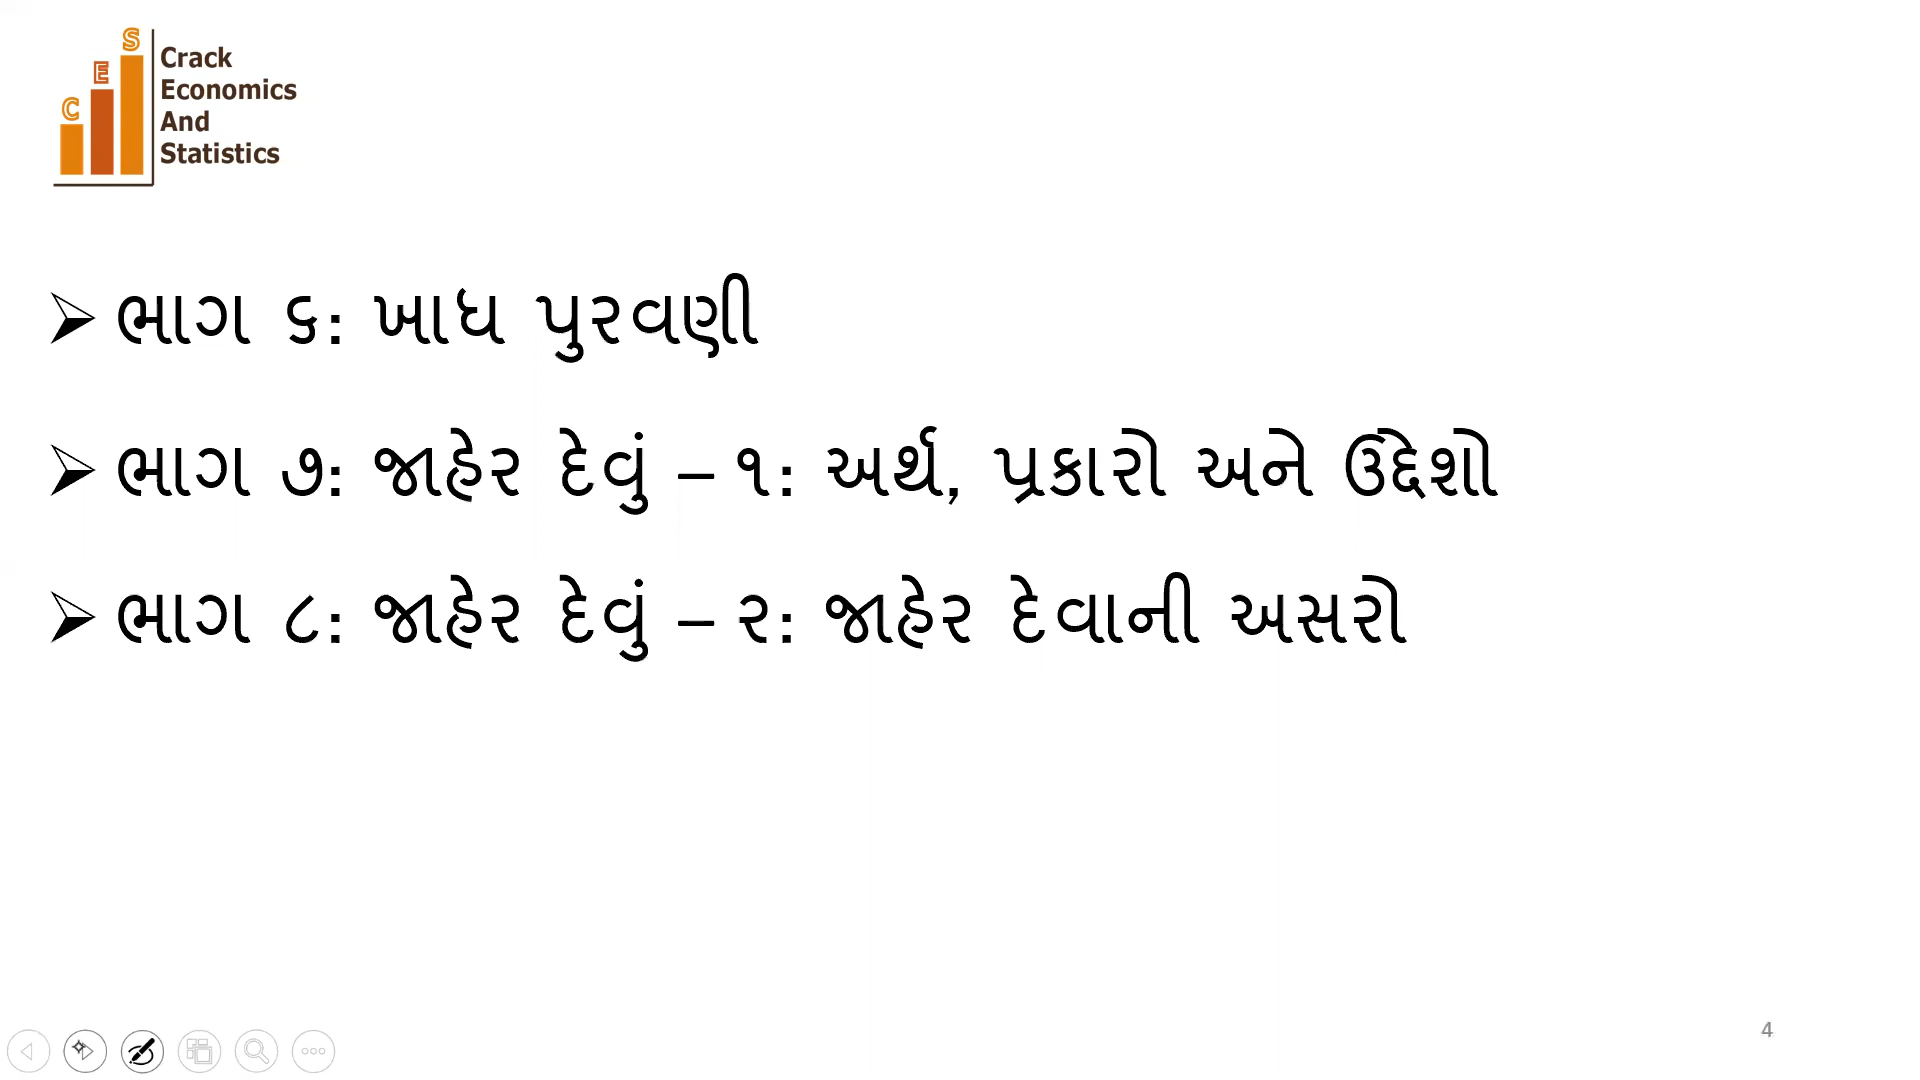 S
E
C
Crack
Economics
And
Statistics
ભાગ ૬: ખાધ પુરવણી
ભાગ ૭: જાહેર દેવું – ૧: અર્થ, પ્રકારો અને ઉદ્દેશો
ભાગ ૮: જાહેર દેવું – ૨: જાહેર દેવાની અસરો
4